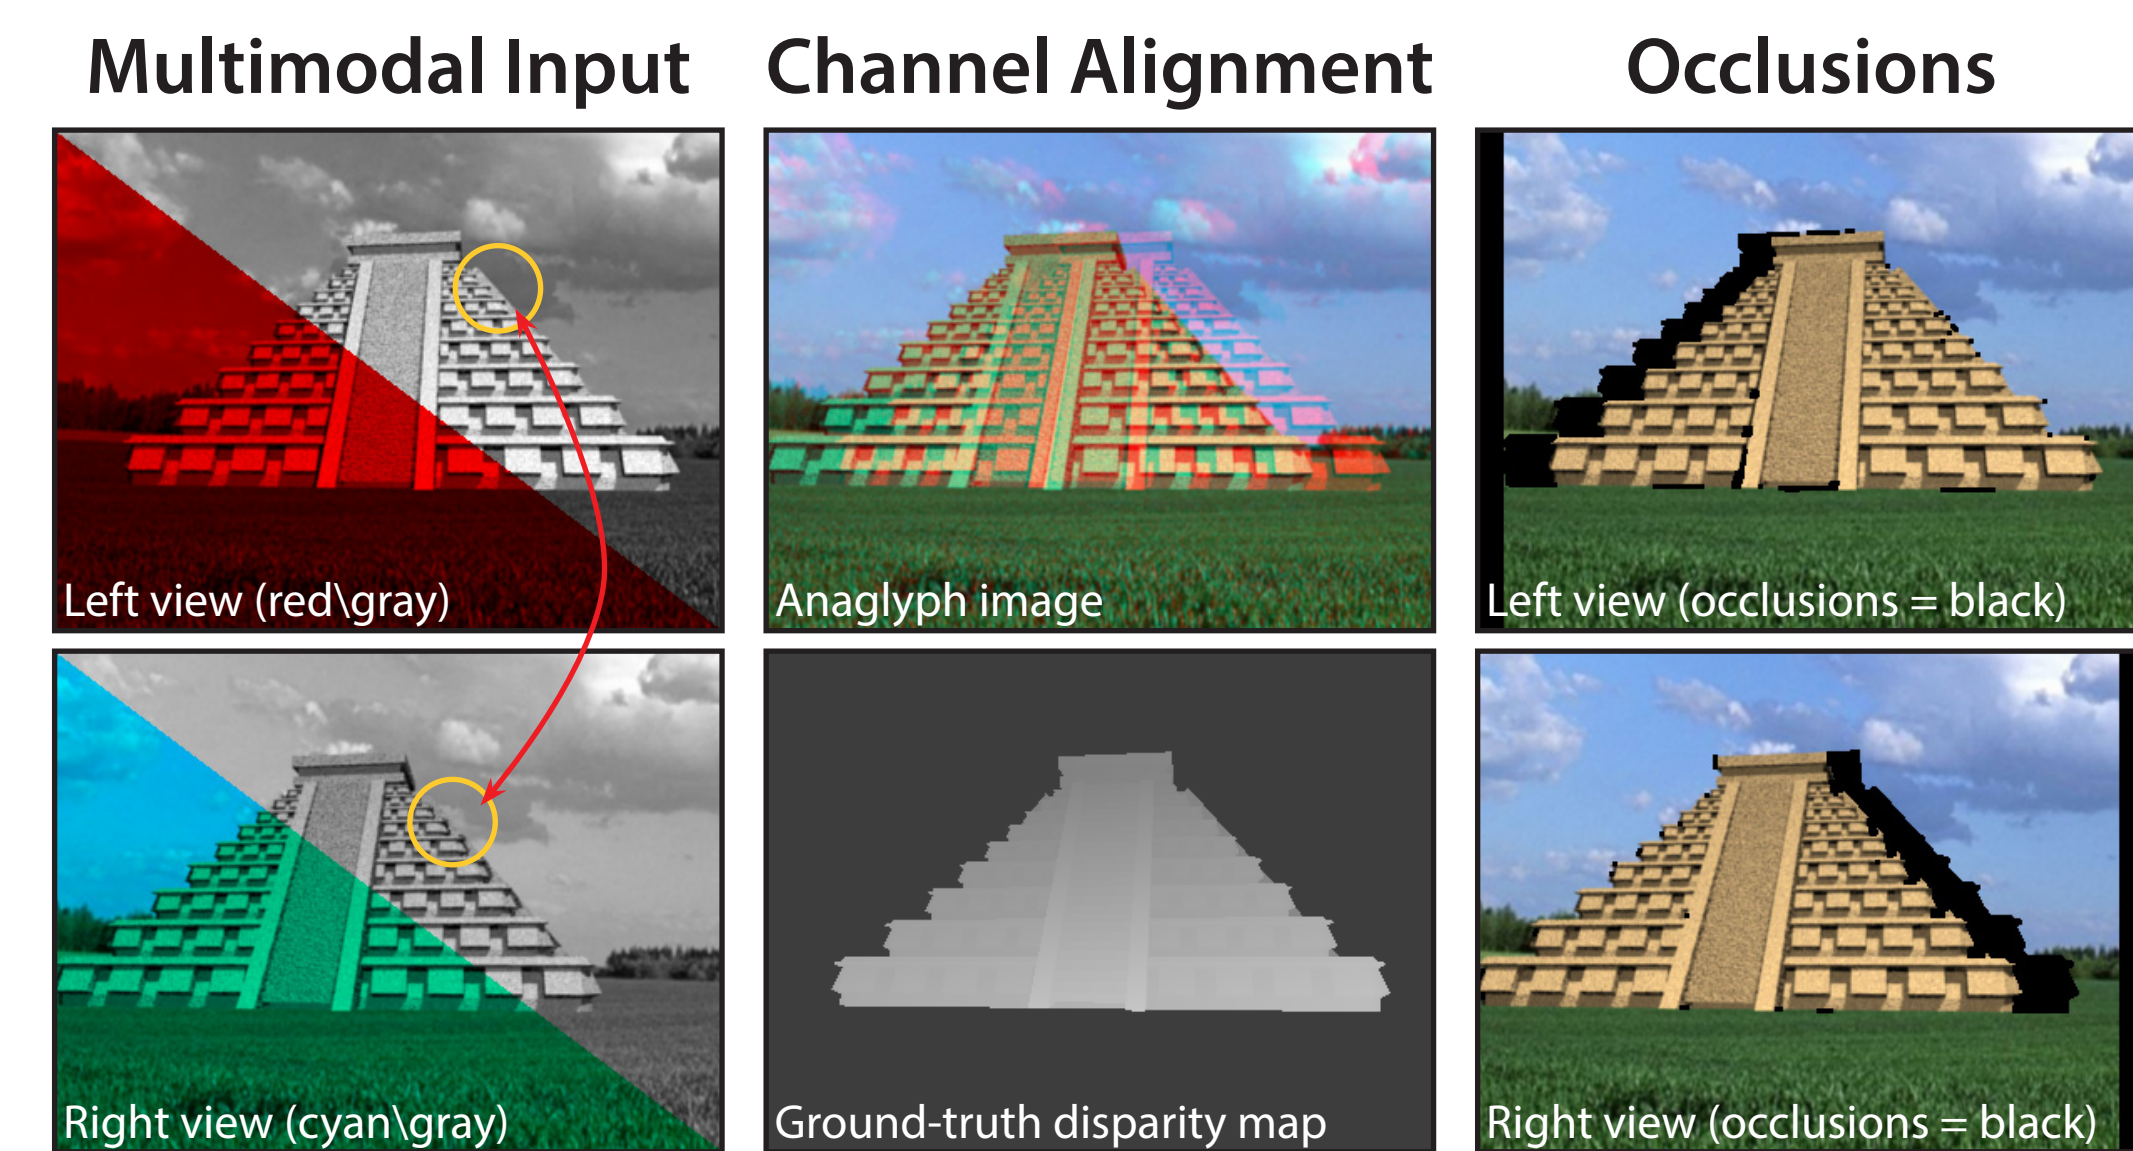 Multimodal Input
Channel Alignment
Occlusions
Left view (red\gray)
Anaglyph image
Left view (occlusions = black)
Right view (cyan\gray)
Ground-truth disparity map
Right view (occlusions = black)